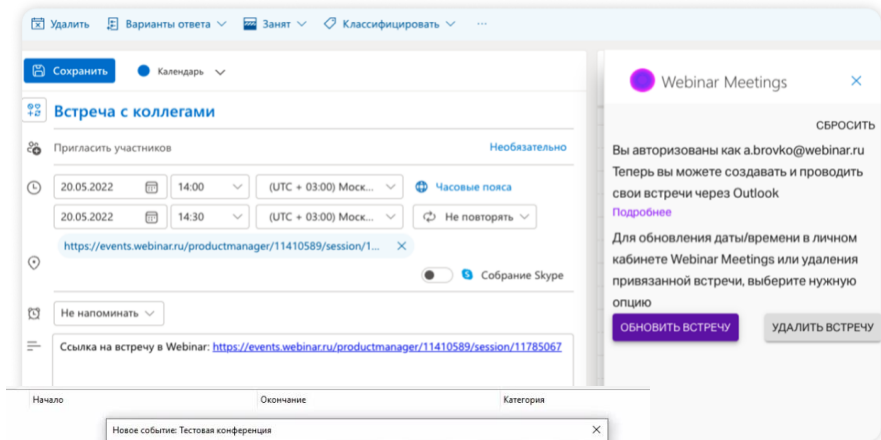 Удалить Варианты ответа Занят Классифицировать ...
Сохранить Календарь
Встреча с коллегами
Пригласить участников Необязательно
20.05.2022 14:00 (UTC + 03:00) Моск... Часовые пояса
20.05.2022 14:30 (UTC + 03:00) Моск... Не повторять
https://events.webinar.ru/productmanager/11410589/session/1...
Собрание Skype
Не напоминать
Ссылка на встречу в Webinar: https://events.webinar.ru/productmanager/11410589/session/11785067
Webinar Meetings
СБРОСИТЬ
Вы авторизованы как a.brovko@webinar.ru
Теперь вы можете создавать и проводить
свои встречи через Outlook
Подробнее
Для обновления даты/времени в личном
кабинете Webinar Meetings или удаления
привязанной встречи, выберите нужную
опцию
ОБНОВИТЬ ВСТРЕЧУ УДАЛИТЬ ВСТРЕЧУ
Начало Окончание Категория
Новое событие: Тестовая конференция